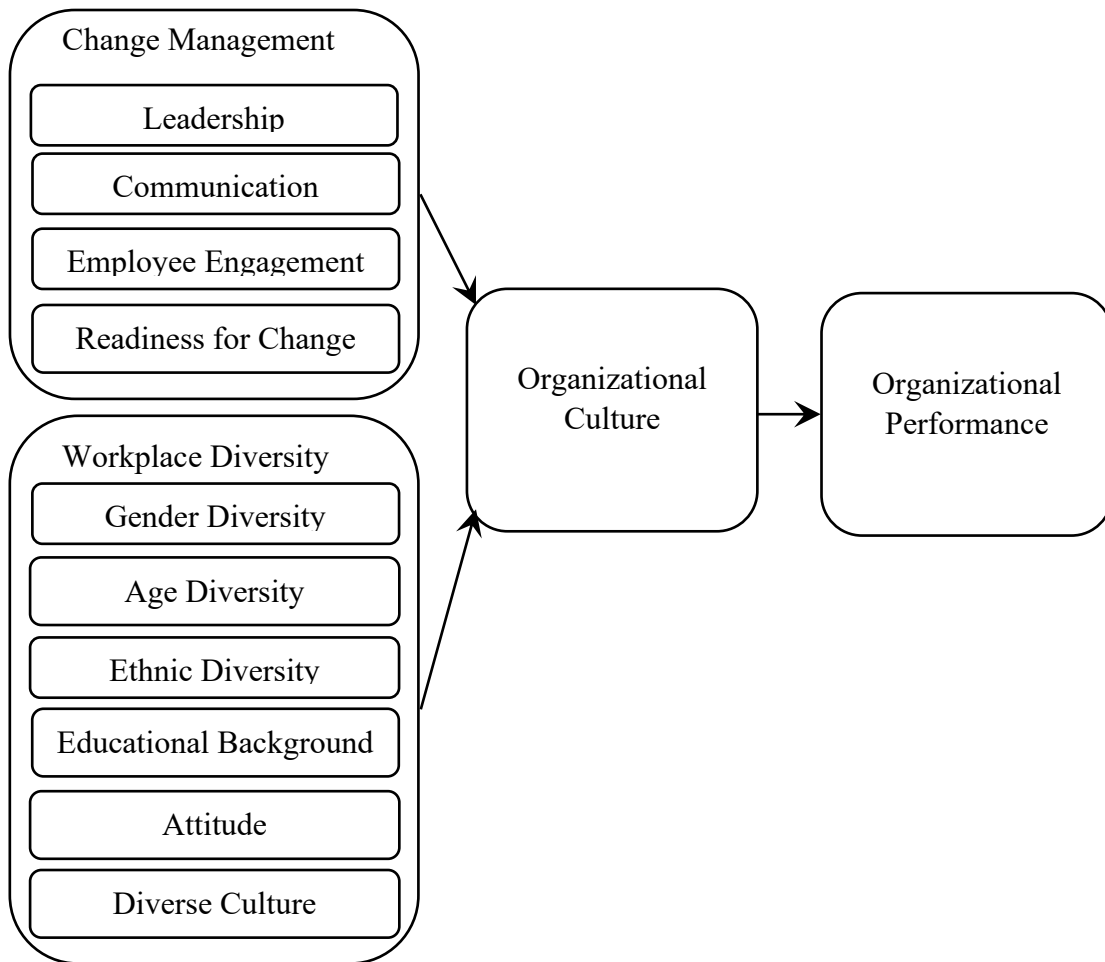 Change Management
Leadership
Communication
Employee Engagement
Readiness for Change
Workplace Diversity
Gender Diversity
Age Diversity
Ethnic Diversity
Educational Background
Attitude
Diverse Culture
Organizational
Culture
Organizational
Performance